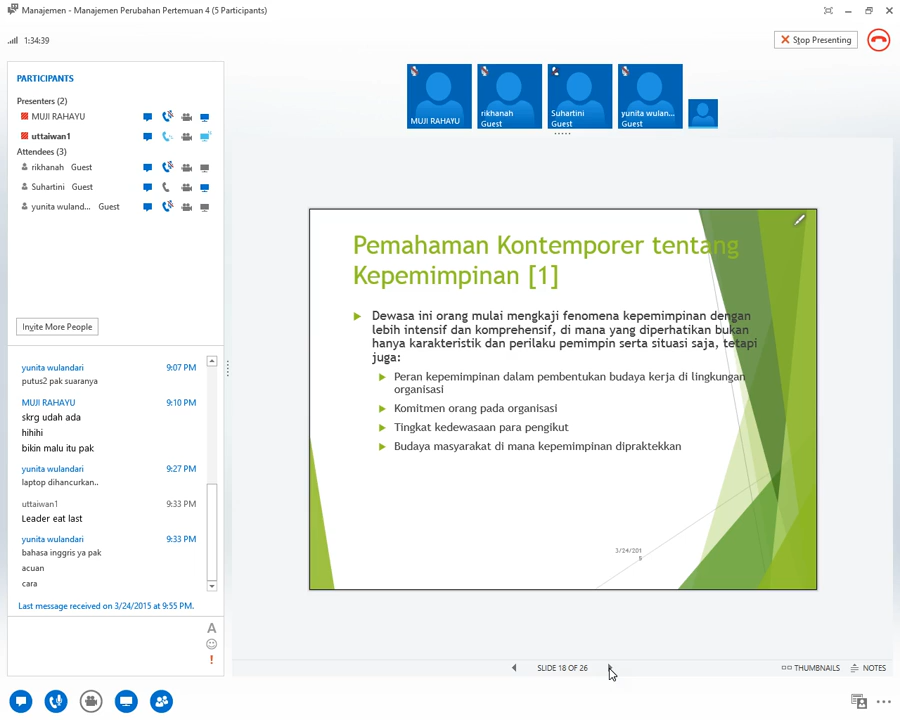 Manajemen - Manajemen Perubahan Pertemuan 4 (5 Participants)
1:34:39
Stop Presenting
PARTICIPANTS
Presenters (2)
MUJI RAHAYU
uttaiwan1
Attendees (3)
rikhanah Guest
Suhartini Guest
yunita wuland... Guest
Invite More People
yunita wulandari 9:07 PM
putus2 pak suaranya
MUJI RAHAYU 9:10 PM
skrg udah ada
hihihi
bikin malu itu pak
yunita wulandari 9:27 PM
laptop dihancurkan..
uttaiwan1 9:33 PM
Leader eat last
yunita wulandari 9:33 PM
bahasa inggris ya pak
acuan
cara
Last message received on 3/24/2015 at 9:55 PM.
A
!
MUJI RAHAYU
rikhanah
Guest
Suhartini
Guest
yunita wulan...
Guest
Pemahaman Kontemporer tentang
Kepemimpinan [1]
Dewasa ini orang mulai mengkaji fenomena kepemimpinan dengan
lebih intensif dan komprehensif, di mana yang diperhatikan bukan
hanya karakteristik dan perilaku pemimpin serta situasi saja, tetapi
juga:
Peran kepemimpinan dalam pembentukan budaya kerja di lingkungan
organisasi
Komitmen orang pada organisasi
Tingkat kedewasaan para pengikut
Budaya masyarakat di mana kepemimpinan dipraktekkan
3/24/201
5
SLIDE 18 OF 26
THUMBNAILS
NOTES